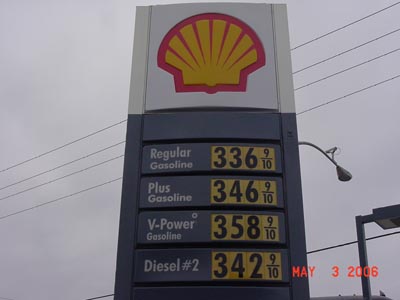 Regular
Gasoline
336 9/10
Plus
Gasoline
346 9/10
V-Power°
Gasoline
358 9/10
Diesel #2
342 9/10
MAY 3 2006